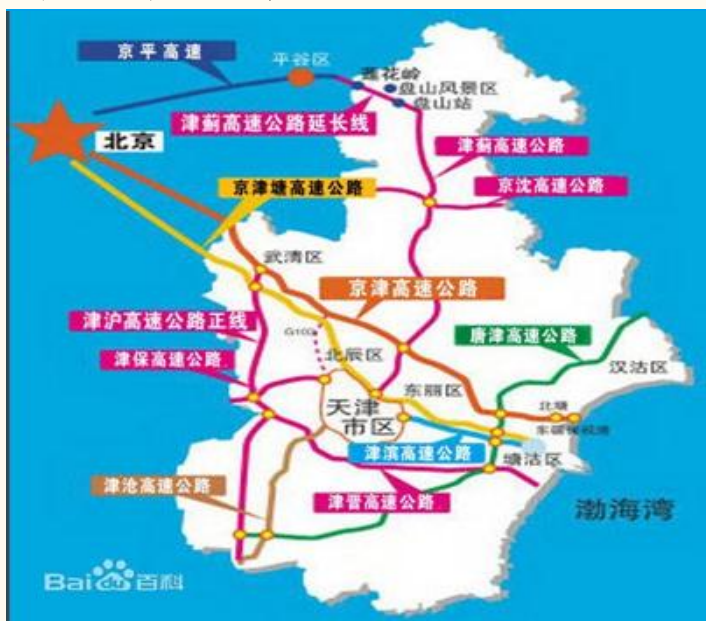 京平高速
平谷区
莲花岭
盘山风景区
盘山站
津蓟高速公路延长线
北京
津蓟高速公路
京沈高速公路
京津塘高速公路
武清区
京津高速公路
津沪高速公路正线
G103
唐津高速公路
北辰区
津保高速公路
汉沽区
东丽区
天津
市区
北塘
津滨高速公路
塘沽区
津沧高速公路
津晋高速公路
渤海湾
Bai du 百科